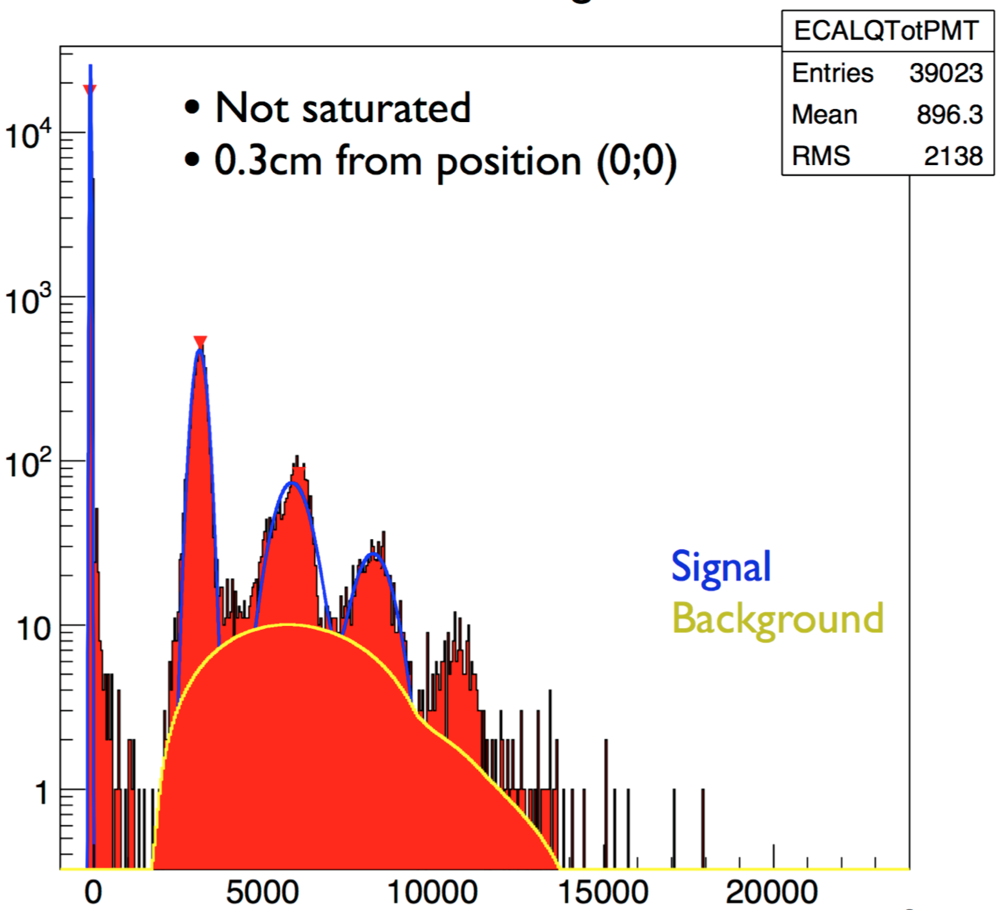 ECALQTotPMT
Entries 39023
Mean 896.3
RMS 2138
• Not saturated
• 0.3cm from position (0;0)
10⁴
10³
10²
10
1
Signal
Background
0 5000 10000 15000 20000